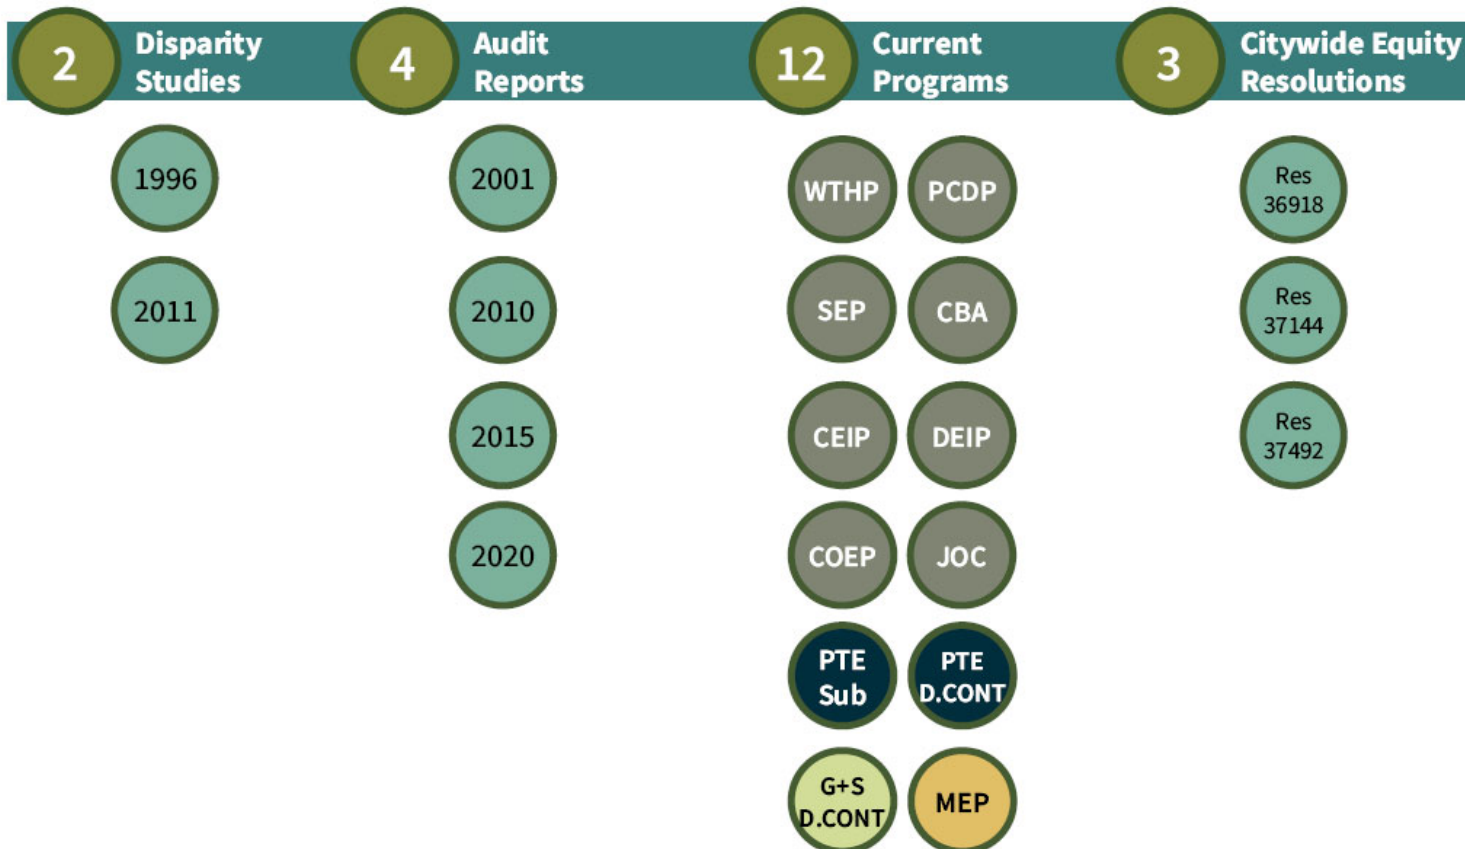 2
Disparity
Studies
1996
2011
4
Audit
Reports
2001
2010
2015
2020
12
Current
Programs
WTHP
PCDP
SEP
CBA
CEIP
DEIP
COEP
JOC
PTE
Sub
PTE
D.CONT
G+S
D.CONT
MEP
3
Citywide Equity
Resolutions
Res
36918
Res
37144
Res
37492